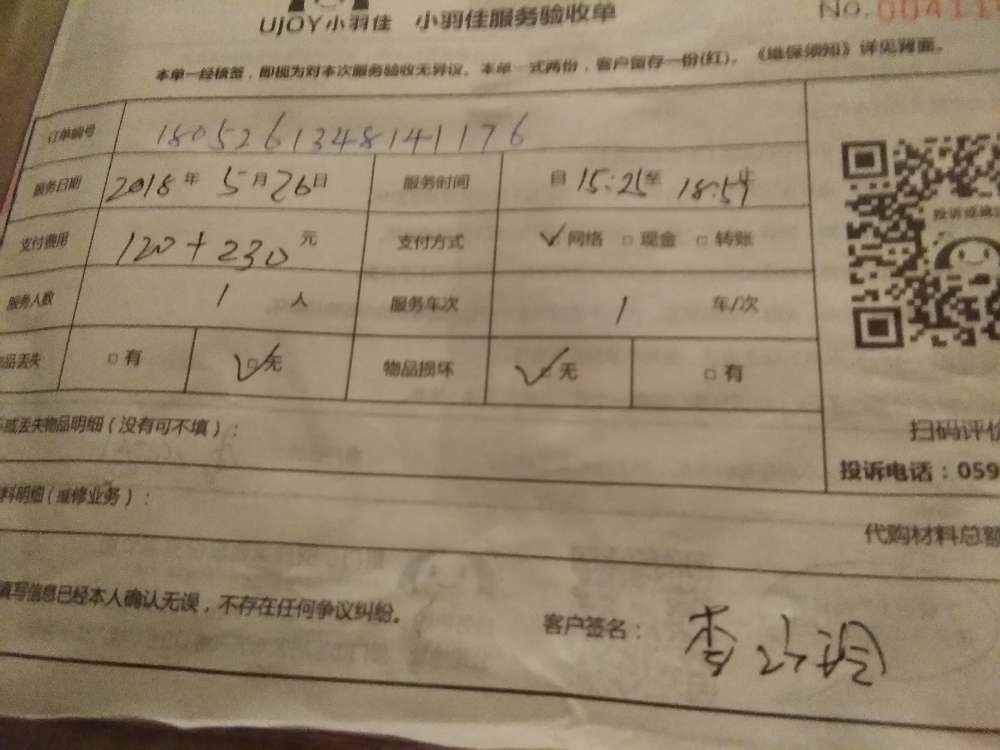 UJOY小羽佳 小羽佳服务验收单 No.00411
本单一经核签，即视为对本次服务验收无异议。本单一式两份，客户留存一份(红)。《维保须知》详见背面。
订单编号 180526134814 1176
服务日期 2018年5月26日 服务时间 自15:25至18:54止
支付费用 120+230元 支付方式 ☑网络 □现金 □转账
服务人数 1人 服务车次 1 车/次
品丢失 □有 ☑无 物品损坏 ☑无 □有
或丢失物品明细（没有可不填）：
扫码评价
投诉电话：059
料明细（维修业务）：
代购材料总额
填写信息已经本人确认无误，不存在任何争议纠纷。
客户签名：